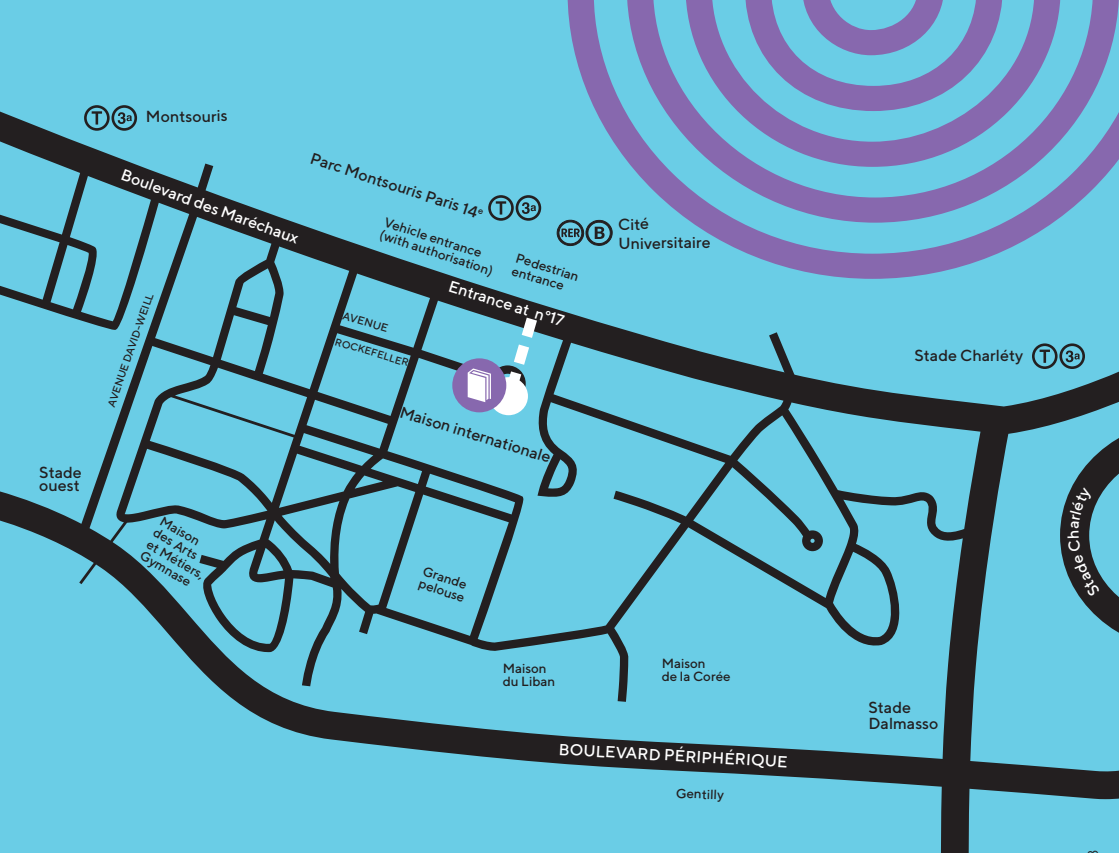 T 3a Montsouris
Parc Montsouris Paris 14e T 3a
Boulevard des Maréchaux
Vehicle entrance
(with authorisation)
RER B Cité
Universitaire
Pedestrian
entrance
Entrance at n°17
AVENUE DAVID-WEILL
AVENUE
ROCKEFELLER
Stade Charléty T 3a
Maison internationale
Stade
ouest
Maison
des Arts
et Métiers,
Gymnase
Grande
pelouse
Stade Charléty
Maison
du Liban
Maison
de la Corée
Stade
Dalmasso
BOULEVARD PÉRIPHÉRIQUE
Gentilly